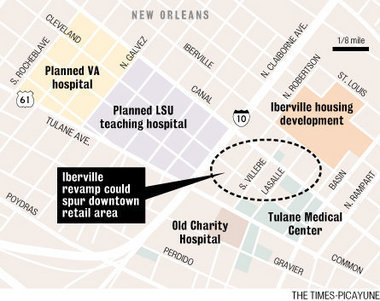 NEW ORLEANS
1/8 mile
CLEVELAND
S. ROCHEBLAVE
N. GALVEZ
IBERVILLE
N. CLAIBORNE AV.
N. ROBERTSON
ST. LOUIS
Planned VA
hospital
CANAL
61
10
Planned LSU
teaching hospital
Iberville housing
development
TULANE AV.
Iberville
revamp could
spur downtown
retail area
S. VILLERE
LASALLE
BASIN
N. RAMPART
POYDRAS
Old Charity
Hospital
Tulane Medical
Center
PERDIDO
GRAVIER
COMMON
THE TIMES-PICAYUNE